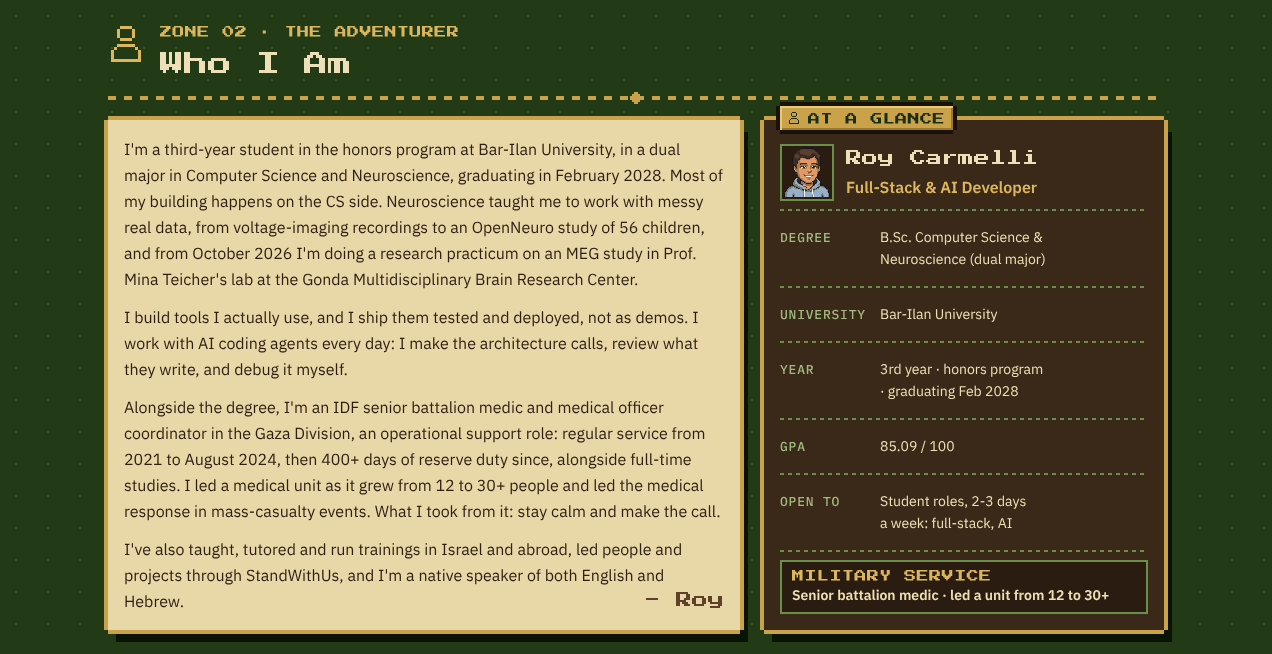 ZONE 02 · THE ADVENTURER
Who I Am
I'm a third-year student in the honors program at Bar-Ilan University, in a dual
major in Computer Science and Neuroscience, graduating in February 2028. Most of
my building happens on the CS side. Neuroscience taught me to work with messy
real data, from voltage-imaging recordings to an OpenNeuro study of 56 children,
and from October 2026 I'm doing a research practicum on an MEG study in Prof.
Mina Teicher's lab at the Gonda Multidisciplinary Brain Research Center.
I build tools I actually use, and I ship them tested and deployed, not as demos. I
work with AI coding agents every day: I make the architecture calls, review what
they write, and debug it myself.
Alongside the degree, I'm an IDF senior battalion medic and medical officer
coordinator in the Gaza Division, an operational support role: regular service from
2021 to August 2024, then 400+ days of reserve duty since, alongside full-time
studies. I led a medical unit as it grew from 12 to 30+ people and led the medical
response in mass-casualty events. What I took from it: stay calm and make the call.
I've also taught, tutored and run trainings in Israel and abroad, led people and
projects through StandWithUs, and I'm a native speaker of both English and
Hebrew.
— Roy
AT A GLANCE
Roy Carmelli
Full-Stack & AI Developer
DEGREE B.Sc. Computer Science &
Neuroscience (dual major)
UNIVERSITY Bar-Ilan University
YEAR 3rd year · honors program
· graduating Feb 2028
GPA 85.09 / 100
OPEN TO Student roles, 2-3 days
a week: full-stack, AI
MILITARY SERVICE
Senior battalion medic · led a unit from 12 to 30+